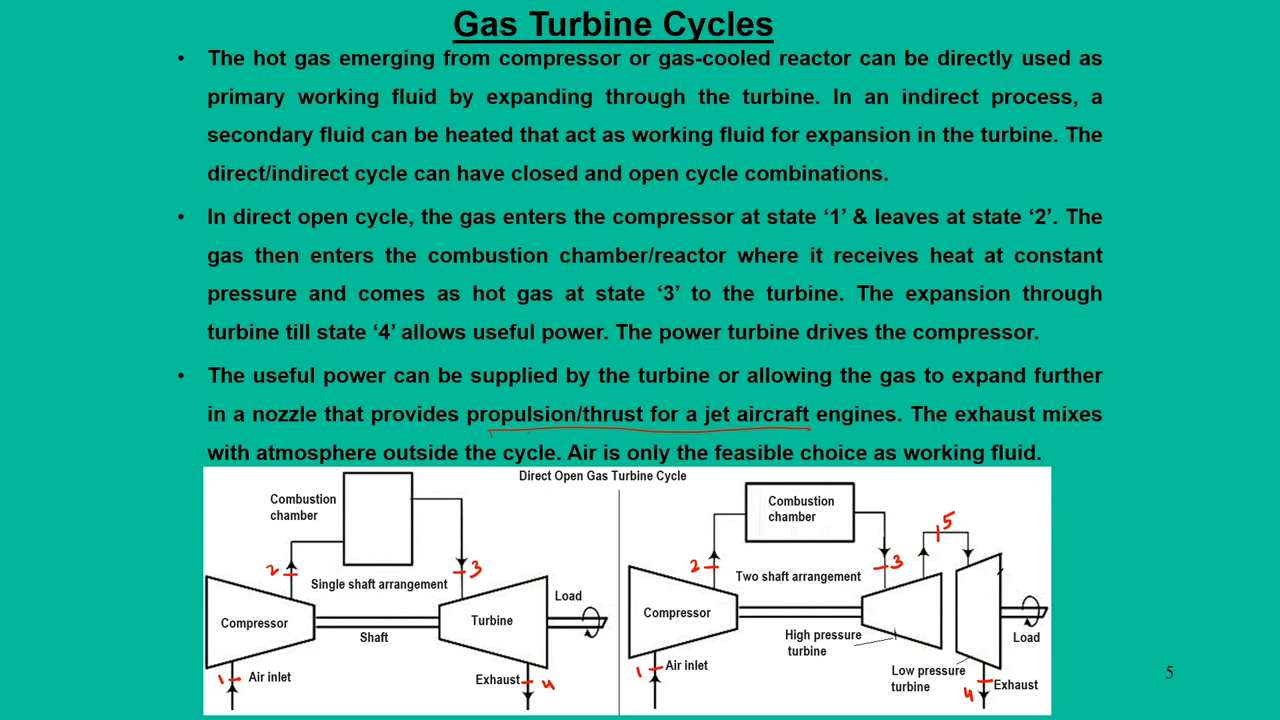 Gas Turbine Cycles
• The hot gas emerging from compressor or gas-cooled reactor can be directly used as
primary working fluid by expanding through the turbine. In an indirect process, a
secondary fluid can be heated that act as working fluid for expansion in the turbine. The
direct/indirect cycle can have closed and open cycle combinations.
• In direct open cycle, the gas enters the compressor at state ‘1’ & leaves at state ‘2’. The
gas then enters the combustion chamber/reactor where it receives heat at constant
pressure and comes as hot gas at state ‘3’ to the turbine. The expansion through
turbine till state ‘4’ allows useful power. The power turbine drives the compressor.
• The useful power can be supplied by the turbine or allowing the gas to expand further
in a nozzle that provides propulsion/thrust for a jet aircraft engines. The exhaust mixes
with atmosphere outside the cycle. Air is only the feasible choice as working fluid.
Direct Open Gas Turbine Cycle
Combustion
chamber
2
3
Single shaft arrangement
Compressor
Shaft
Turbine
Load
1
Air inlet
Exhaust
4
Combustion
chamber
5
2
3
Two shaft arrangement
Compressor
High pressure
turbine
Load
1
Air inlet
Low pressure
turbine
4
Exhaust
5